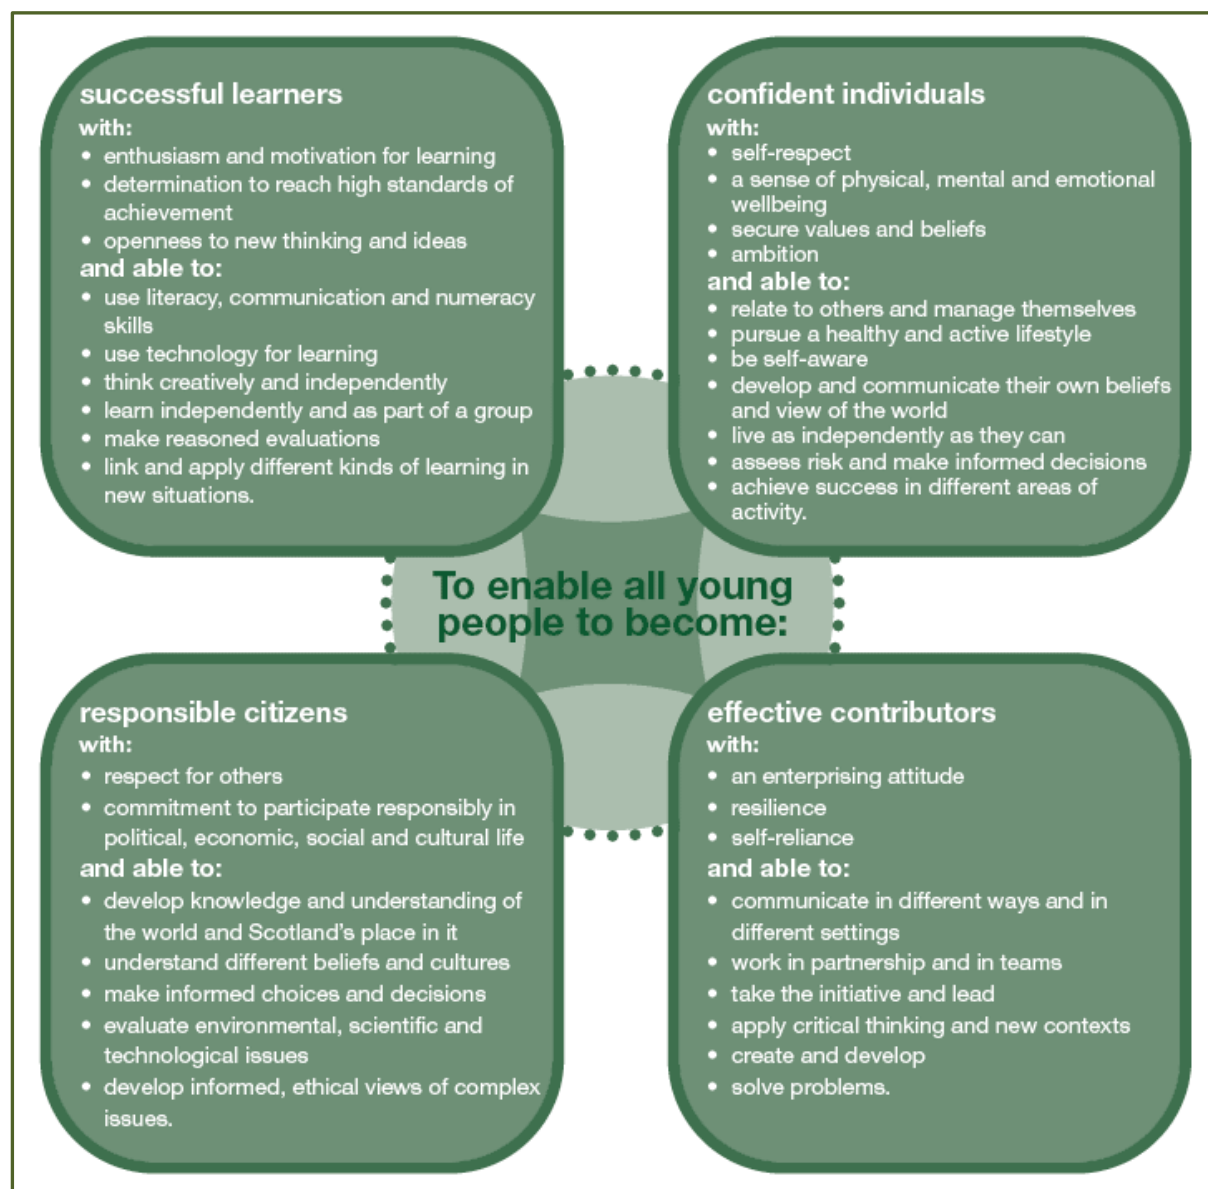 successful learners
with:
• enthusiasm and motivation for learning
• determination to reach high standards of
achievement
• openness to new thinking and ideas
and able to:
• use literacy, communication and numeracy
skills
• use technology for learning
• think creatively and independently
• learn independently and as part of a group
• make reasoned evaluations
• link and apply different kinds of learning in
new situations.
confident individuals
with:
• self-respect
• a sense of physical, mental and emotional
wellbeing
• secure values and beliefs
• ambition
and able to:
• relate to others and manage themselves
• pursue a healthy and active lifestyle
• be self-aware
• develop and communicate their own beliefs
and view of the world
• live as independently as they can
• assess risk and make informed decisions
• achieve success in different areas of
activity.
To enable all young
people to become:
responsible citizens
with:
• respect for others
• commitment to participate responsibly in
political, economic, social and cultural life
and able to:
• develop knowledge and understanding of
the world and Scotland's place in it
• understand different beliefs and cultures
• make informed choices and decisions
• evaluate environmental, scientific and
technological issues
• develop informed, ethical views of complex
issues.
effective contributors
with:
• an enterprising attitude
• resilience
• self-reliance
and able to:
• communicate in different ways and in
different settings
• work in partnership and in teams
• take the initiative and lead
• apply critical thinking and new contexts
• create and develop
• solve problems.